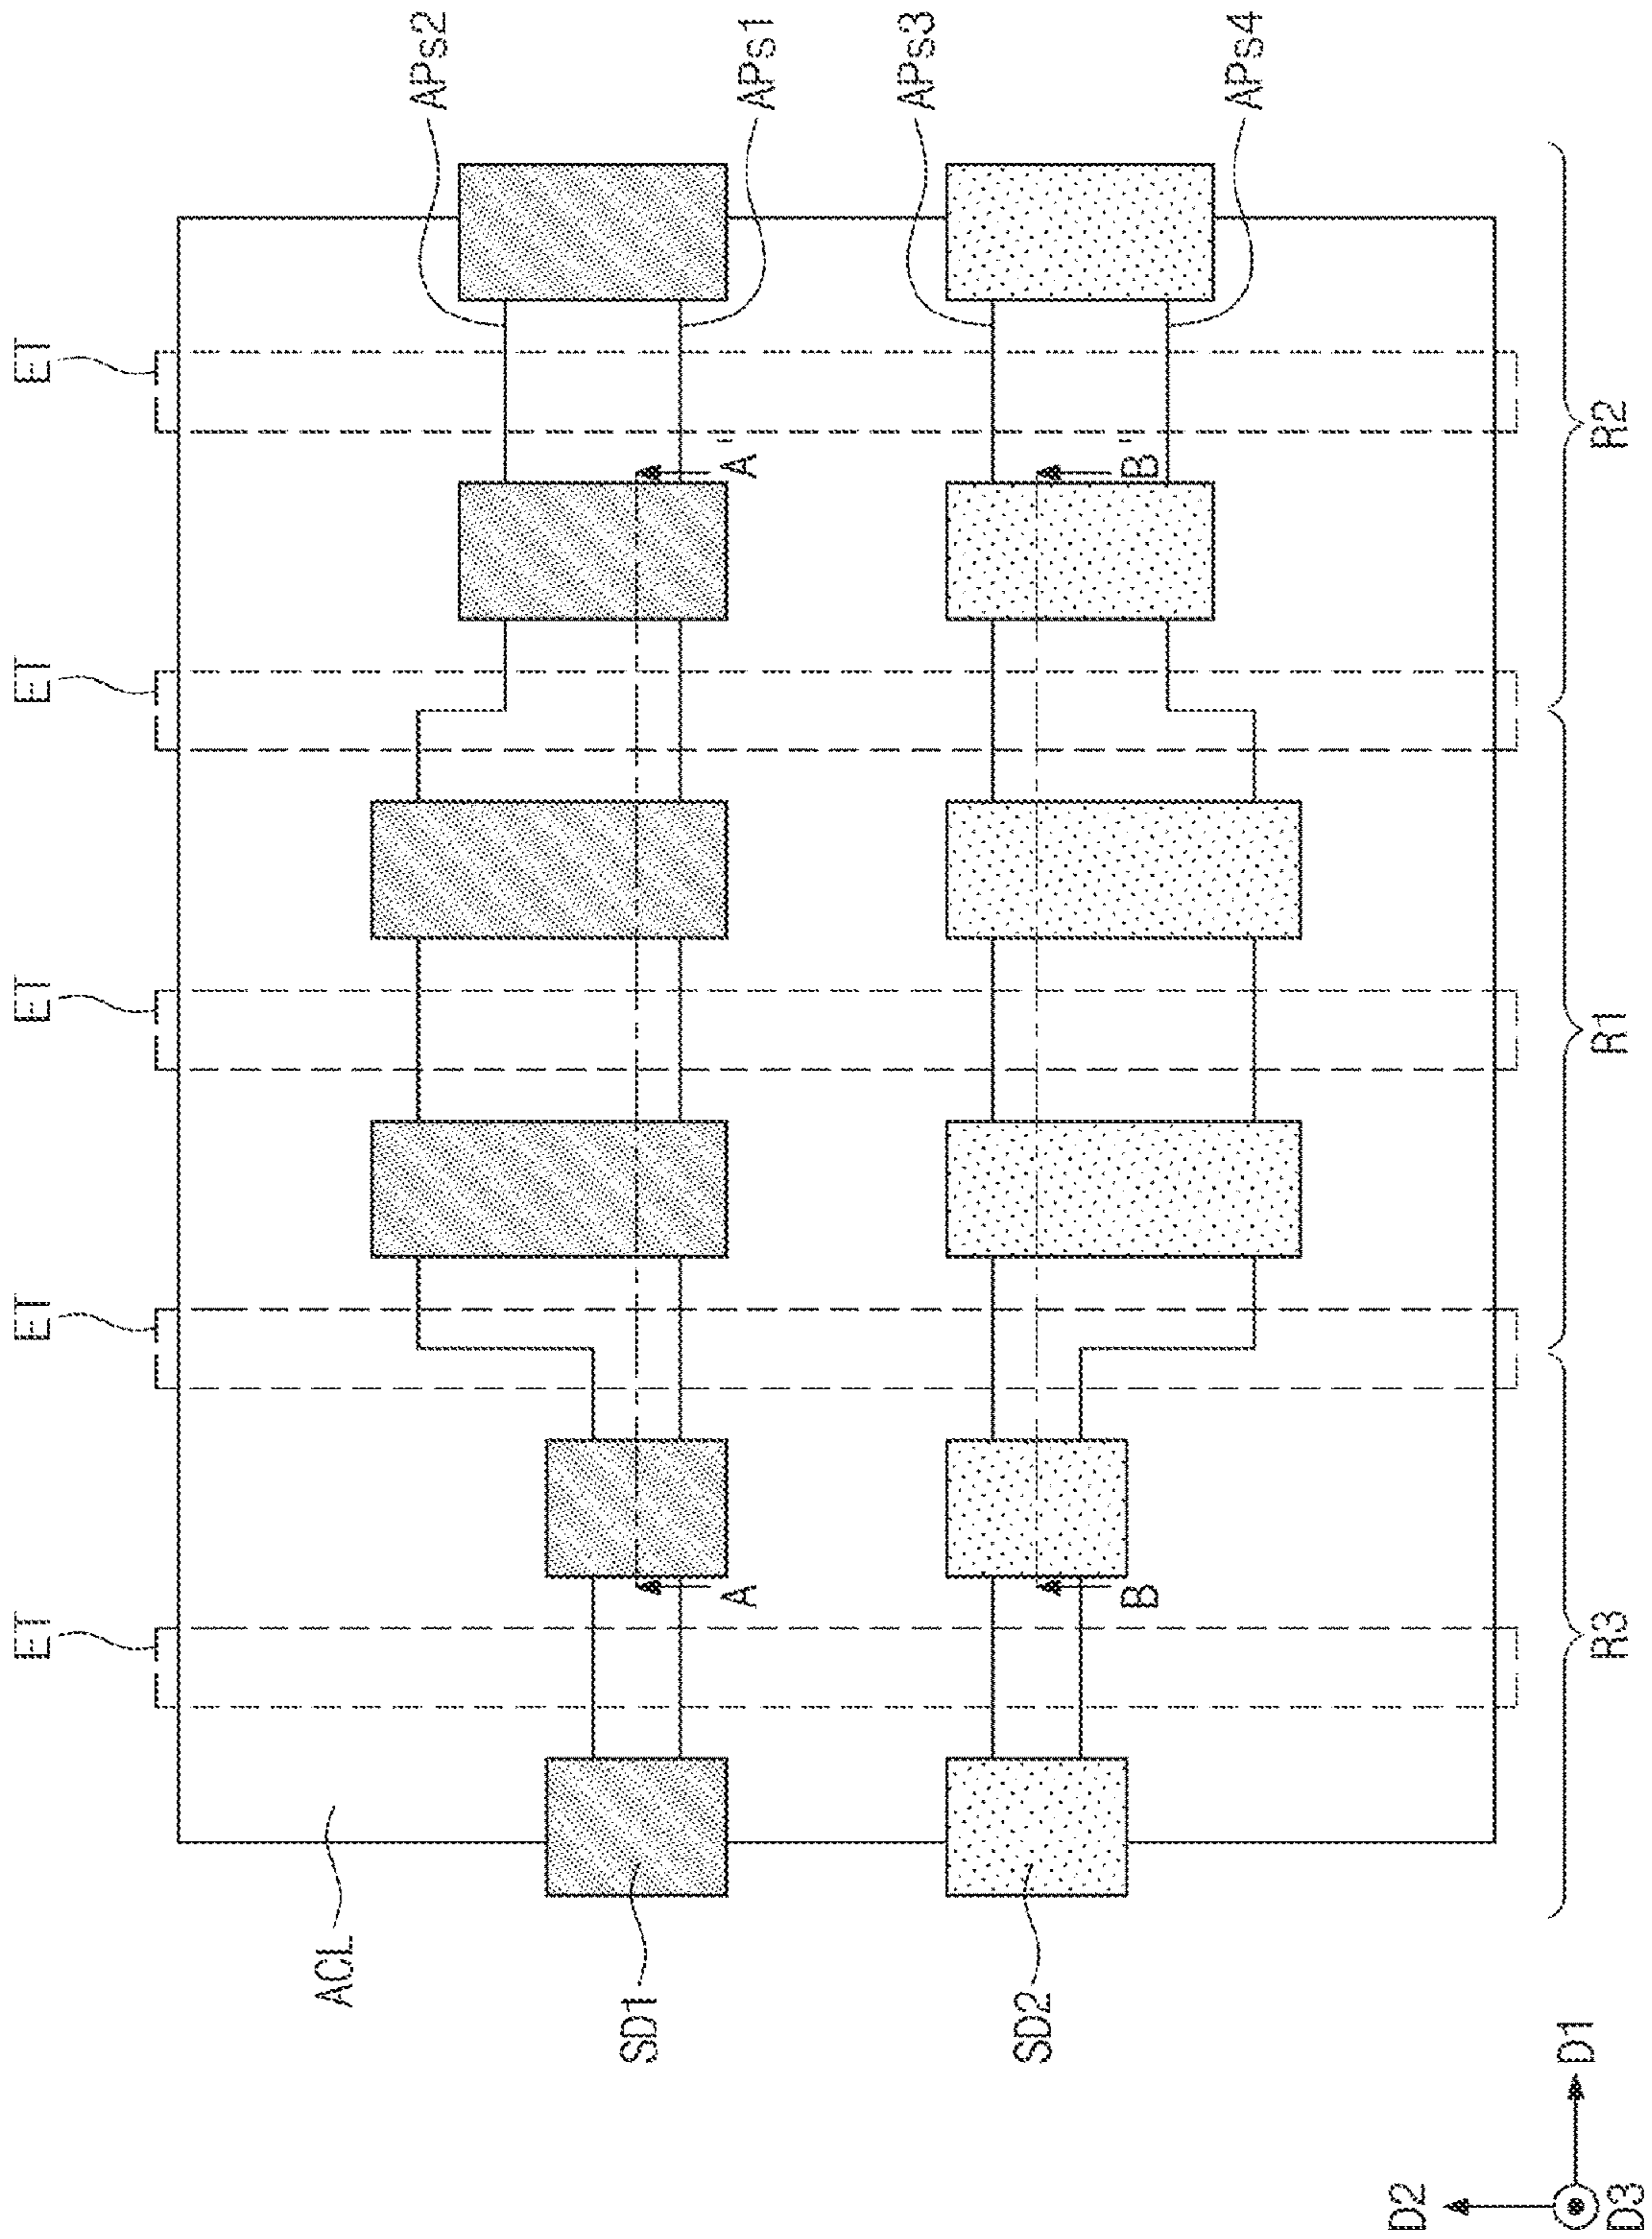 ET
ET
ET
ET
ET
ACL
APs2
SD1
A
A'
APs1
APs3
SD2
B
B'
APs4
D2
D1
R3
R1
R2
D3